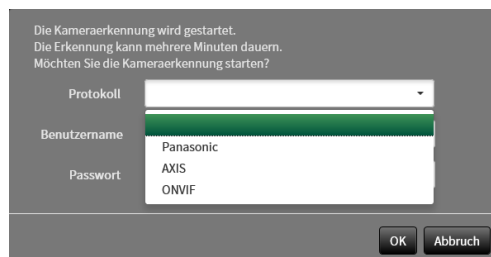 Die Kameraerkennung wird gestartet.
Die Erkennung kann mehrere Minuten dauern.
Möchten Sie die Kameraerkennung starten?
Protokoll
Benutzername
Panasonic
Passwort
AXIS
ONVIF
OK Abbruch